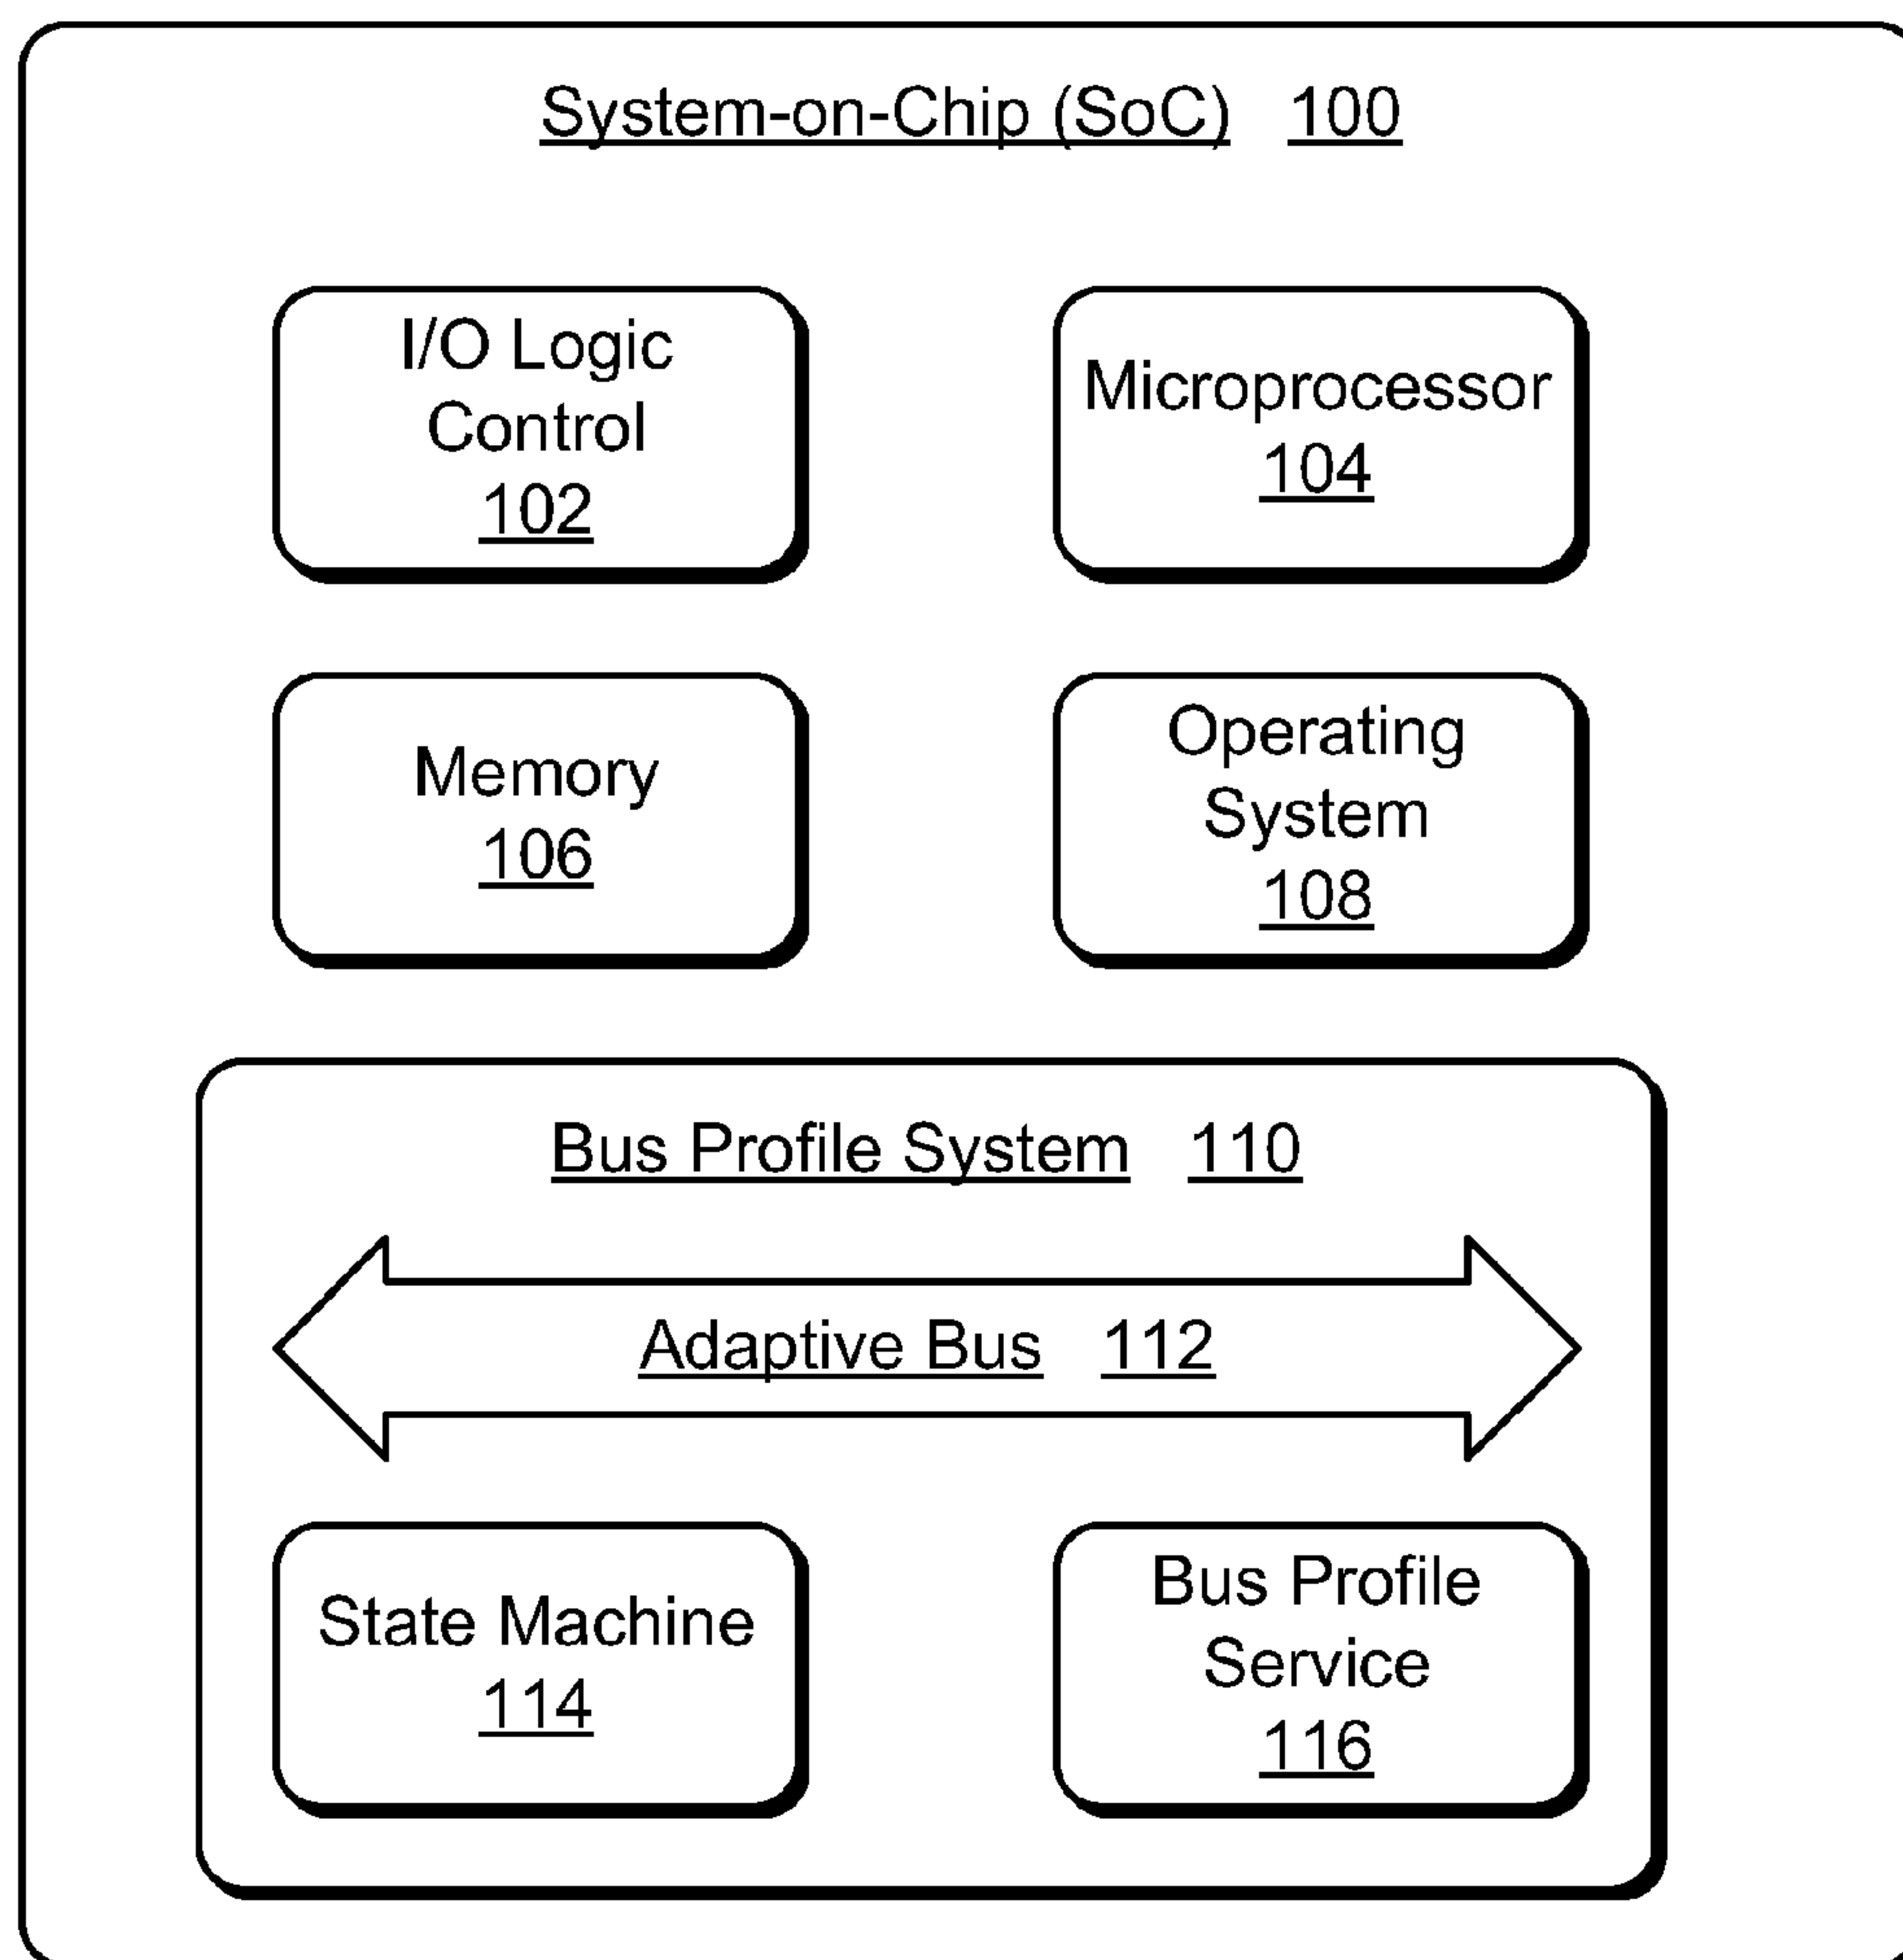 System-on-Chip (SoC) 100
I/O Logic
Control
102
Microprocessor
104
Memory
106
Operating
System
108
Bus Profile System 110
Adaptive Bus 112
State Machine
114
Bus Profile
Service
116